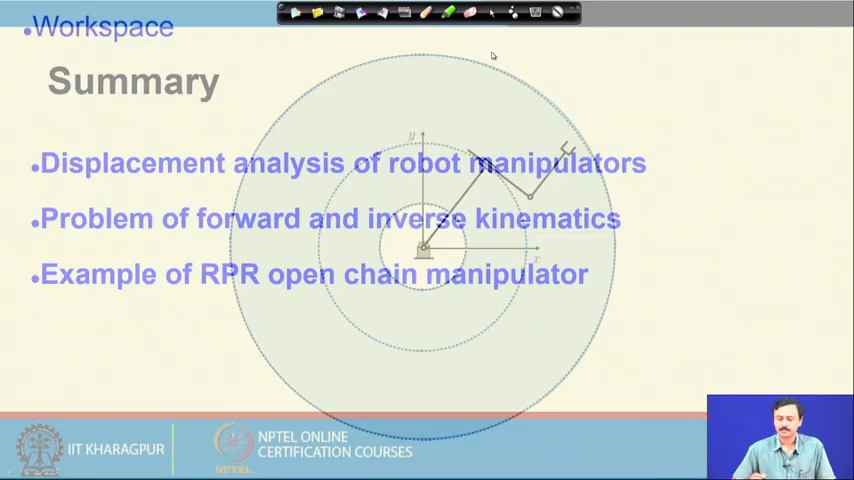 •Workspace
Summary
y
•Displacement analysis of robot manipulators
•Problem of forward and inverse kinematics
x
•Example of RPR open chain manipulator
IIT KHARAGPUR
NPTEL
NPTEL ONLINE
CERTIFICATION COURSES